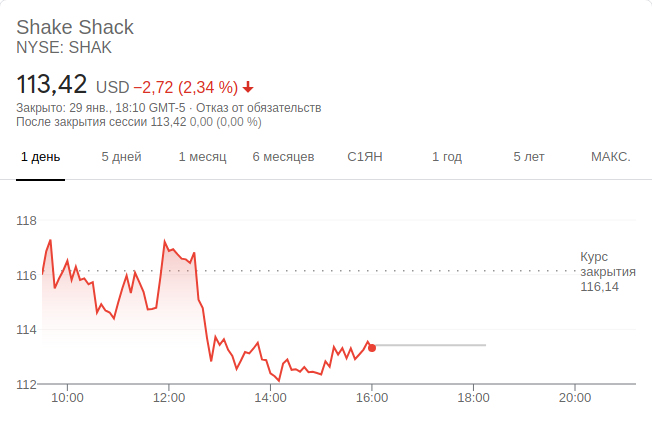 Shake Shack
NYSE: SHAK
113,42 USD −2,72 (2,34 %)
Закрыто: 29 янв., 18:10 GMT-5 · Отказ от обязательств
После закрытия сессии 113,42 0,00 (0,00 %)
1 день 5 дней 1 месяц 6 месяцев С1ЯН 1 год 5 лет МАКС.
118
116
114
112
Курс
закрытия
116,14
10:00 12:00 14:00 16:00 18:00 20:00